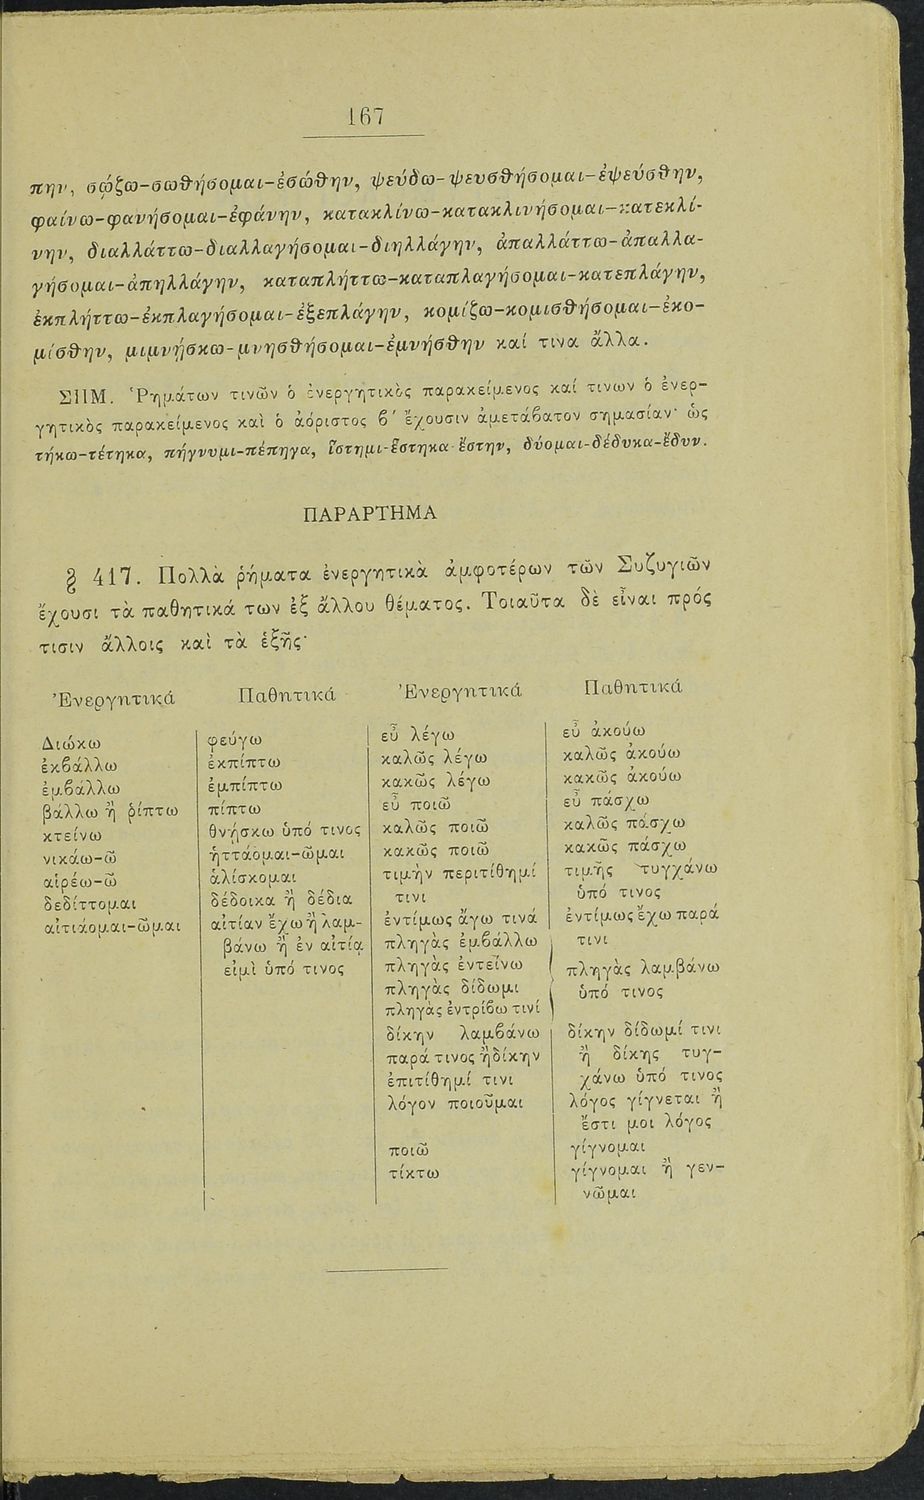 167
πην, σῴζω-σωθήσομαι-ἐσώθην, ψεύδω-ψευσθήσομαι-ἐψεύσθην,
φαίνω-φανήσομαι-ἐφάνην, κατακλίνω-κατακλινήσομαι-κατεκλί-
νην, διαλλάττω-διαλλαγήσομαι-διηλλάγην, ἀπαλλάττω-ἀπαλλα-
γήσομαι-ἀπηλλάγην, καταπλήττω-καταπλαγήσομαι-κατεπλάγην,
ἐκπλήττω-ἐκπλαγήσομαι-ἐξεπλάγην, κομίζω-κομισθήσομαι-ἐκο-
μίσθην, μιμνήσκω-μνησθήσομαι-ἐμνήσθην καί τινα ἄλλα.
ΣΗΜ. Ῥημάτων τινῶν ὁ ἐνεργητικὸς παρακείμενος καί τινων ὁ ἐνερ-
γητικὸς παρακείμενος καὶ ὁ ἀόριστος β΄ ἔχουσιν ἀμετάβατον σημασίαν· ὡς
τήκω-τέτηκα, πήγνυμι-πέπηγα, ἵστημι-ἕστηκα-ἔστην, δύομαι-δέδυκα-ἔδυν.
ΠΑΡΑΡΤΗΜΑ
§ 417. Πολλὰ ῥήματα ἐνεργητικὰ ἀμφοτέρων τῶν Συζυγιῶν
ἔχουσι τὰ παθητικά των ἐξ ἄλλου θέματος. Τοιαῦτα δὲ εἶναι πρός
τισιν ἄλλοις καὶ τὰ ἑξῆς·
Ἐνεργητικά Παθητικά Ἐνεργητικά Παθητικά
Διώκω φεύγω εὖ λέγω εὖ ἀκούω
ἐκβάλλω ἐκπίπτω καλῶς λέγω καλῶς ἀκούω
ἐμβάλλω ἐμπίπτω κακῶς λέγω κακῶς ἀκούω
βάλλω ἢ ῥίπτω πίπτω εὖ ποιῶ εὖ πάσχω
κτείνω θνήσκω ὑπό τινος καλῶς ποιῶ καλῶς πάσχω
νικάω-ῶ ἡττάομαι-ῶμαι κακῶς ποιῶ κακῶς πάσχω
αἱρέω-ῶ ἁλίσκομαι τιμὴν περιτίθημί τιμῆς τυγχάνω
δεδίττομαι δέδοικα ἢ δέδια τινι ὑπό τινος
αἰτιάομαι-ῶμαι αἰτίαν ἔχω ἢ λαμ- ἐντίμως ἄγω τινά ἐντίμως ἔχω παρά
βάνω ἢ ἐν αἰτίᾳ πληγὰς ἐμβάλλω τινι
εἰμὶ ὑπό τινος πληγὰς ἐντείνω πληγὰς λαμβάνω
πληγὰς δίδωμι ὑπό τινος
πληγὰς ἐντρίβω τινί
δίκην λαμβάνω δίκην δίδωμί τινι
παρά τινος ἢ δίκην ἢ δίκης τυγ-
ἐπιτίθημί τινι χάνω ὑπό τινος
λόγον ποιοῦμαι λόγος γίγνεται ἢ
ἔστι μοι λόγος
ποιῶ γίγνομαι
τίκτω γίγνομαι ἢ γεν-
νῶμαι